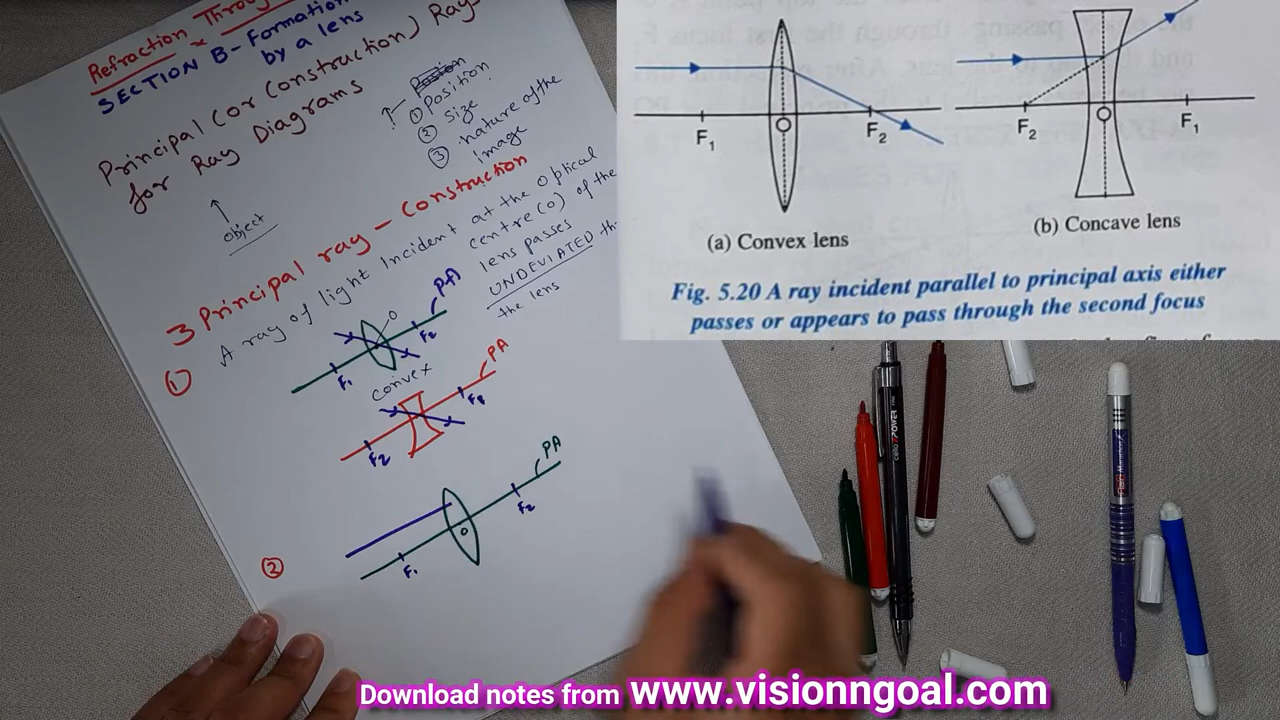 Refraction Throug
SECTION B- Formation
by a lens
Principal (or Construction) Rays
for Ray Diagrams
Position
① Position
② Size
③ nature of the
image
object
3 Principal ray - Construction
A ray of light Incident at the Optical
centre (O) of the
lens passes
UNDEVIATED th
the lens
①
O
PA
F₁
F₂
convex
PA
F₂
F₁
②
PA
F₁
O
F₂
F₁
O
F₂
F₂
O
F₁
(a) Convex lens
(b) Concave lens
Fig. 5.20 A ray incident parallel to principal axis either
passes or appears to pass through the second focus
Download notes from www.visionngoal.com